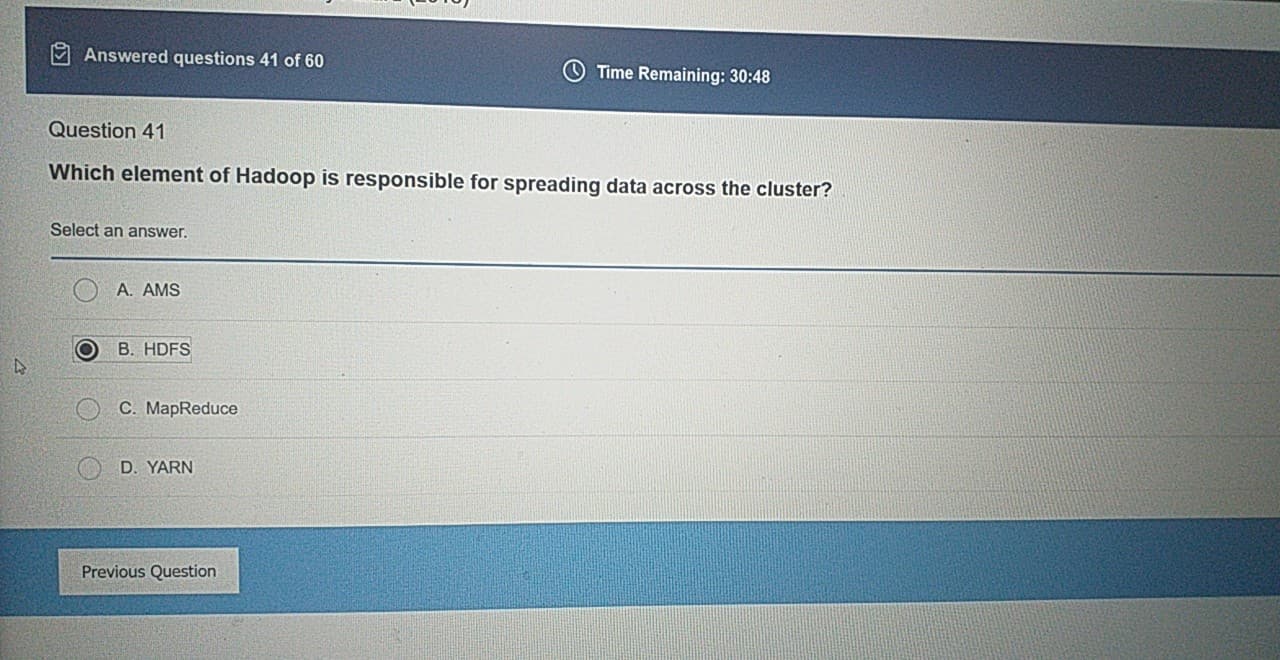 Answered questions 41 of 60
Time Remaining: 30:48
Question 41
Which element of Hadoop is responsible for spreading data across the cluster?
Select an answer.
A. AMS
B. HDFS
C. MapReduce
D. YARN
Previous Question